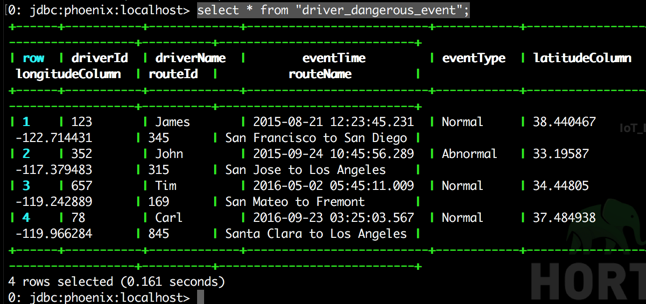 0: jdbc:phoenix:localhost> select * from "driver_dangerous_event";
+------+-----------+-------------+--------------------------+------------+-----------------+
| row | driverId | driverName | eventTime | eventType | latitudeColumn |
longitudeColumn | routeId | routeName |
| 1 | 123 | James | 2015-08-21 12:23:45.231 | Normal | 38.440467 |
-122.714431 | 345 | San Francisco to San Diego |
| 2 | 352 | John | 2015-09-24 10:45:56.289 | Abnormal | 33.19587 |
-117.379483 | 315 | San Jose to Los Angeles |
| 3 | 657 | Tim | 2016-05-02 05:45:11.009 | Normal | 34.44805 |
-119.242889 | 169 | San Mateo to Fremont |
| 4 | 78 | Carl | 2016-09-23 03:25:03.567 | Normal | 37.484938 |
-119.966284 | 845 | Santa Clara to Los Angeles |
4 rows selected (0.161 seconds)
0: jdbc:phoenix:localhost>
HORT